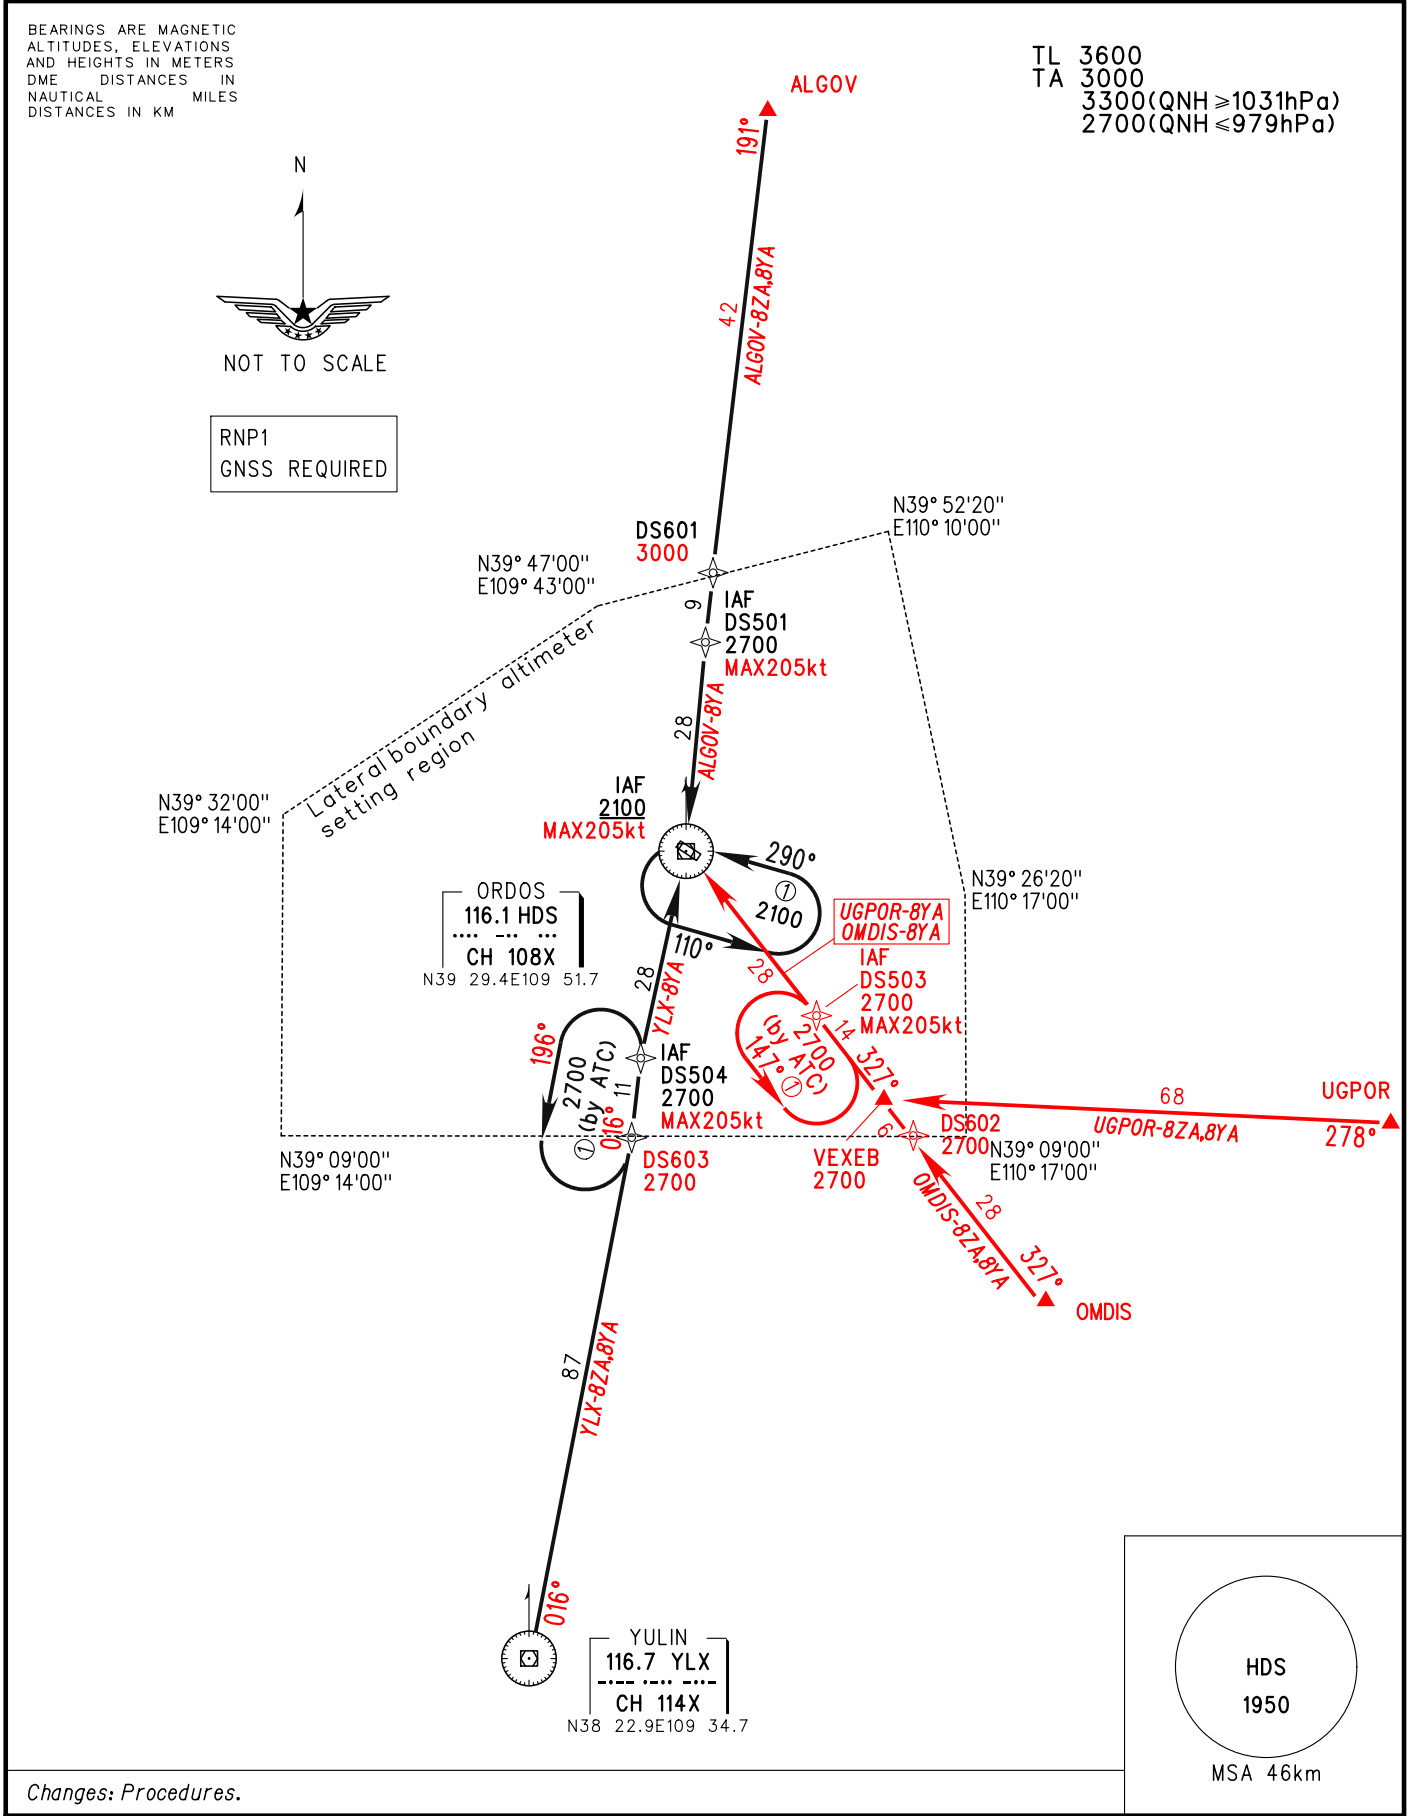 BEARINGS ARE MAGNETIC
ALTITUDES, ELEVATIONS
AND HEIGHTS IN METERS
DME DISTANCES IN
NAUTICAL MILES
DISTANCES IN KM
TL 3600
TA 3000
3300(QNH≥1031hPa)
2700(QNH≤979hPa)
ALGOV
191°
N
NOT TO SCALE
RNP1
GNSS REQUIRED
42
ALGOV-8ZA,8YA
N39° 52'20"
E110° 10'00"
DS601
3000
N39° 47'00"
E109° 43'00"
9
IAF
DS501
2700
MAX205kt
Lateral boundary altimeter
setting region
28
ALGOV-8YA
IAF
2100
MAX205kt
N39° 32'00"
E109° 14'00"
290°
①
2100
110°
N39° 26'20"
E110° 17'00"
ORDOS
116.1 HDS
···· -·· ···
CH 108X
N39 29.4E109 51.7
UGPOR-8YA
OMDIS-8YA
28
IAF
DS503
2700
MAX205kt
28
YLX-8YA
196°
2700
① (by ATC)
016°
11
IAF
DS504
2700
MAX205kt
2700
(by ATC)
147° ①
14
327°
6
68
UGPOR
UGPOR-8ZA,8YA
278°
DS602
2700
N39° 09'00"
E110° 17'00"
VEXEB
2700
N39° 09'00"
E109° 14'00"
DS603
2700
28
OMDIS-8ZA,8YA
327°
OMDIS
87
YLX-8ZA,8YA
016°
YULIN
116.7 YLX
-·-- ·-·· -··-
CH 114X
N38 22.9E109 34.7
HDS
1950
MSA 46km
Changes: Procedures.